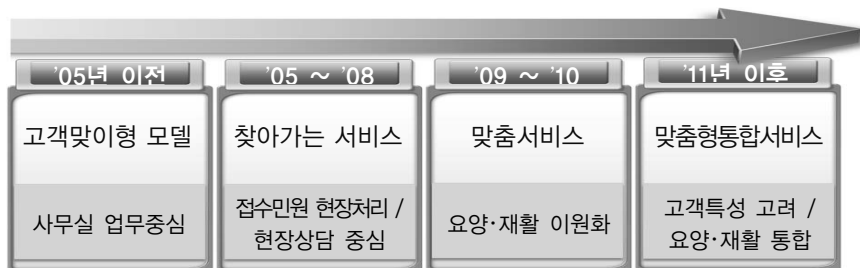 '05년 이전
'05 ~ '08
'09 ~ '10
'11년 이후
고객맞이형 모델
찾아가는 서비스
맞춤서비스
맞춤형통합서비스
사무실 업무중심
접수민원 현장처리 /
현장상담 중심
요양·재활 이원화
고객특성 고려 /
요양·재활 통합